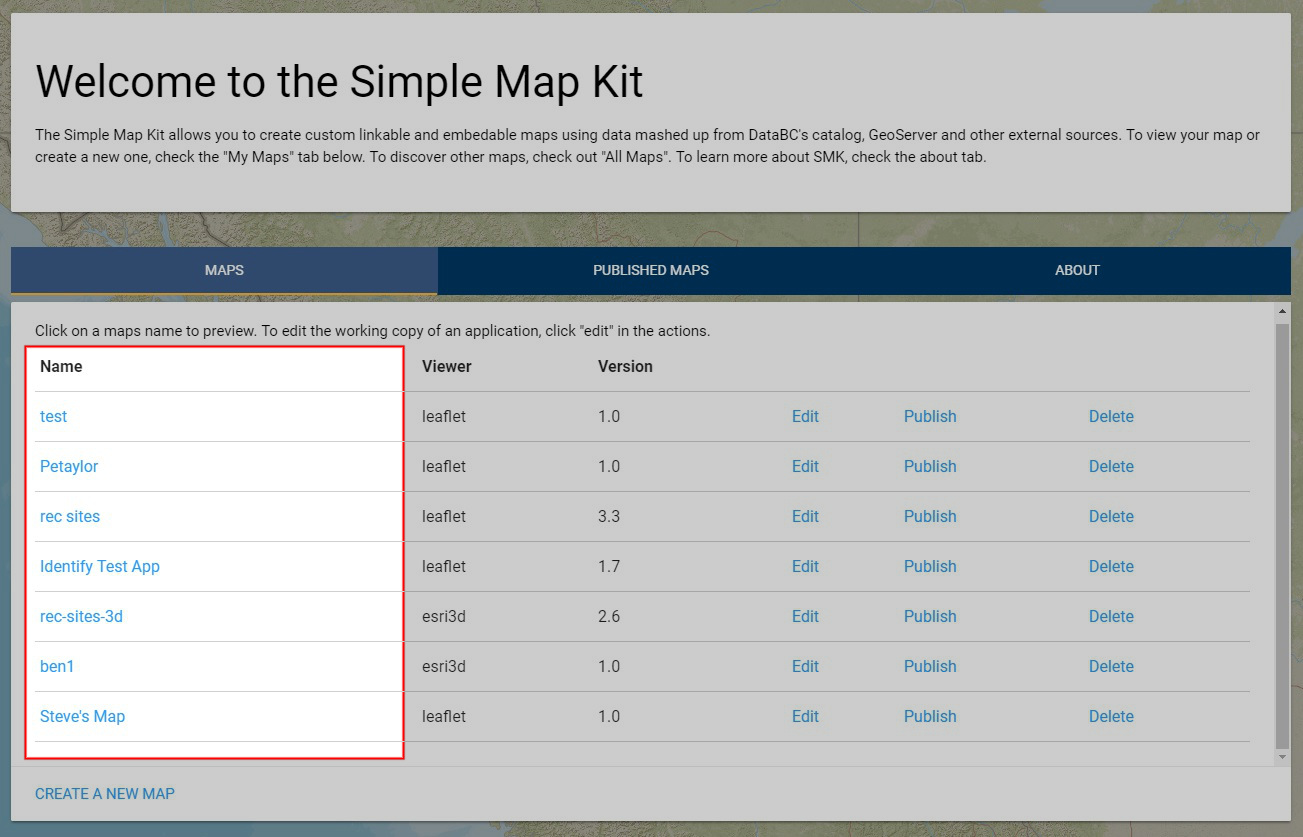 Welcome to the Simple Map Kit
The Simple Map Kit allows you to create custom linkable and embedable maps using data mashed up from DataBC's catalog, GeoServer and other external sources. To view your map or
create a new one, check the "My Maps" tab below. To discover other maps, check out "All Maps". To learn more about SMK, check the about tab.
MAPS PUBLISHED MAPS ABOUT
Click on a maps name to preview. To edit the working copy of an application, click "edit" in the actions.
Name Viewer Version
test leaflet 1.0 Edit Publish Delete
Petaylor leaflet 1.0 Edit Publish Delete
rec sites leaflet 3.3 Edit Publish Delete
Identify Test App leaflet 1.7 Edit Publish Delete
rec-sites-3d esri3d 2.6 Edit Publish Delete
ben1 esri3d 1.0 Edit Publish Delete
Steve's Map leaflet 1.0 Edit Publish Delete
CREATE A NEW MAP